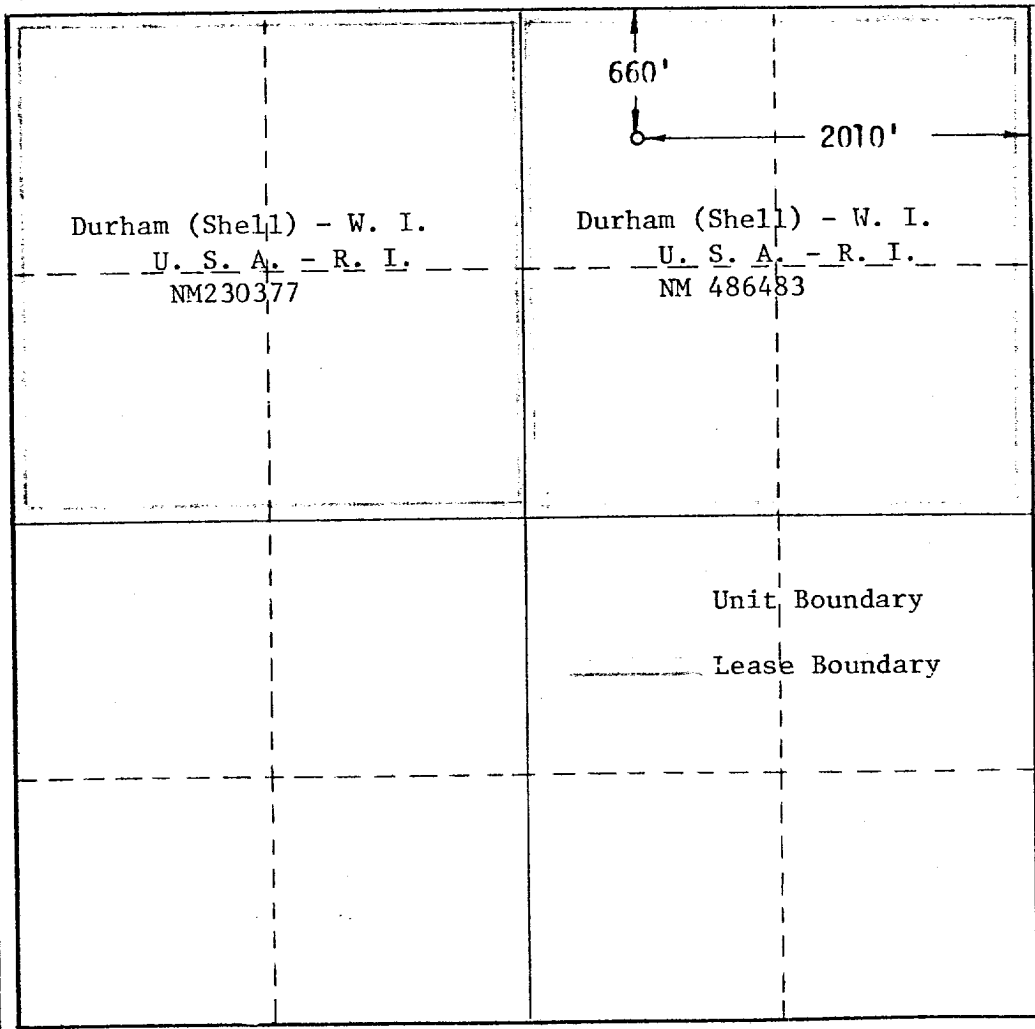 660'
2010'
Durham (Shell) - W. I.
U. S. A. - R. I.
NM230377
Durham (Shell) - W. I.
U. S. A. - R. I.
NM 486483
Unit Boundary
Lease Boundary